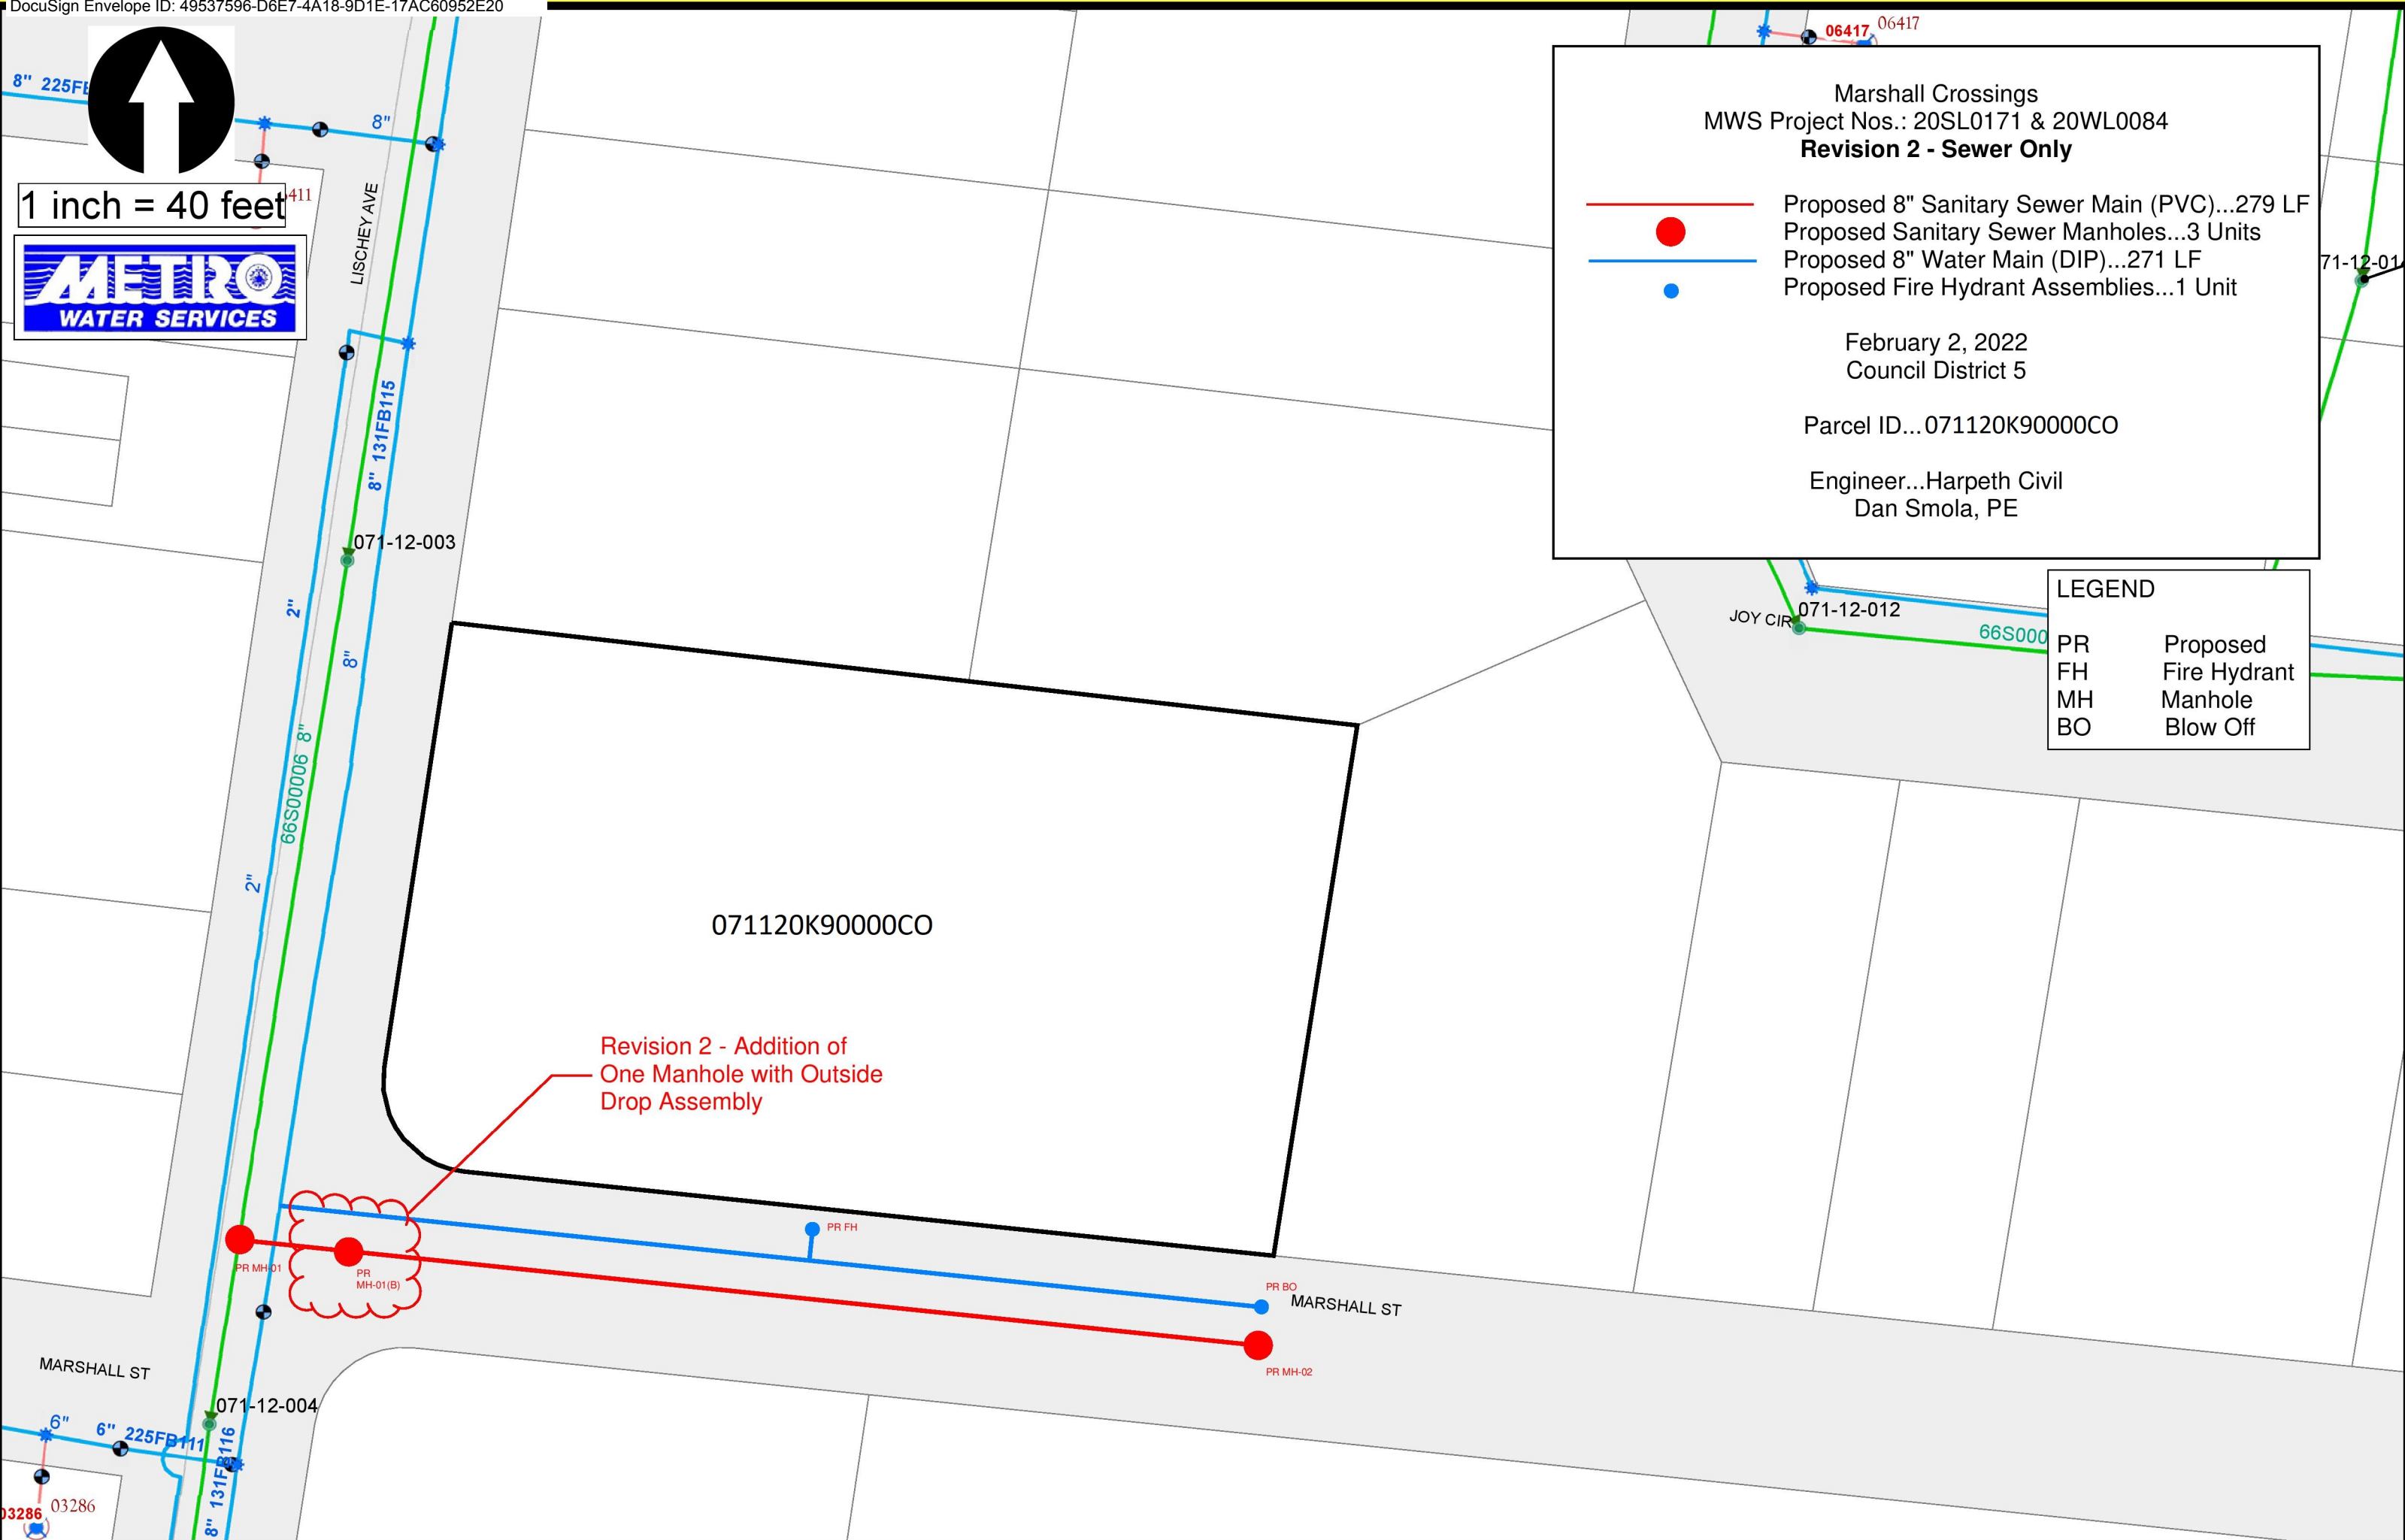 DocuSign Envelope ID: 49537596-D6E7-4A18-9D1E-17AC60952E20
8" 225FB
8"
1 inch = 40 feet
METRO
WATER SERVICES
LISCHEY AVE
8" 131FB115
071-12-003
2"
8"
66S00006 8"
2"
06417 06417
Marshall Crossings
MWS Project Nos.: 20SL0171 & 20WL0084
Revision 2 - Sewer Only
Proposed 8" Sanitary Sewer Main (PVC)...279 LF
Proposed Sanitary Sewer Manholes...3 Units
Proposed 8" Water Main (DIP)...271 LF
Proposed Fire Hydrant Assemblies...1 Unit
February 2, 2022
Council District 5
Parcel ID...071120K90000CO
Engineer...Harpeth Civil
Dan Smola, PE
JOY CIR
071-12-012
66S000
LEGEND
PR Proposed
FH Fire Hydrant
MH Manhole
BO Blow Off
071120K90000CO
Revision 2 - Addition of
One Manhole with Outside
Drop Assembly
PR FH
PR MH-01
PR
MH-01(B)
PR BO
MARSHALL ST
PR MH-02
MARSHALL ST
071-12-004
6"
6" 225FB111
8" 131FB116
03286 03286